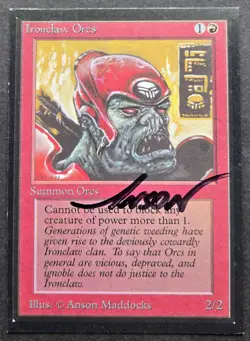 Ironclaw Orcs 1
ANSON
Summon Orcs
Cannot be used to block any
creature of power more than 1.
Generations of genetic weeding have
given rise to the deviously cowardly
Ironclaw clan. To say that Orcs in
general are vicious, depraved, and
ignoble does not do justice to the
Ironclaw.
Illus. © Anson Maddocks 2/2